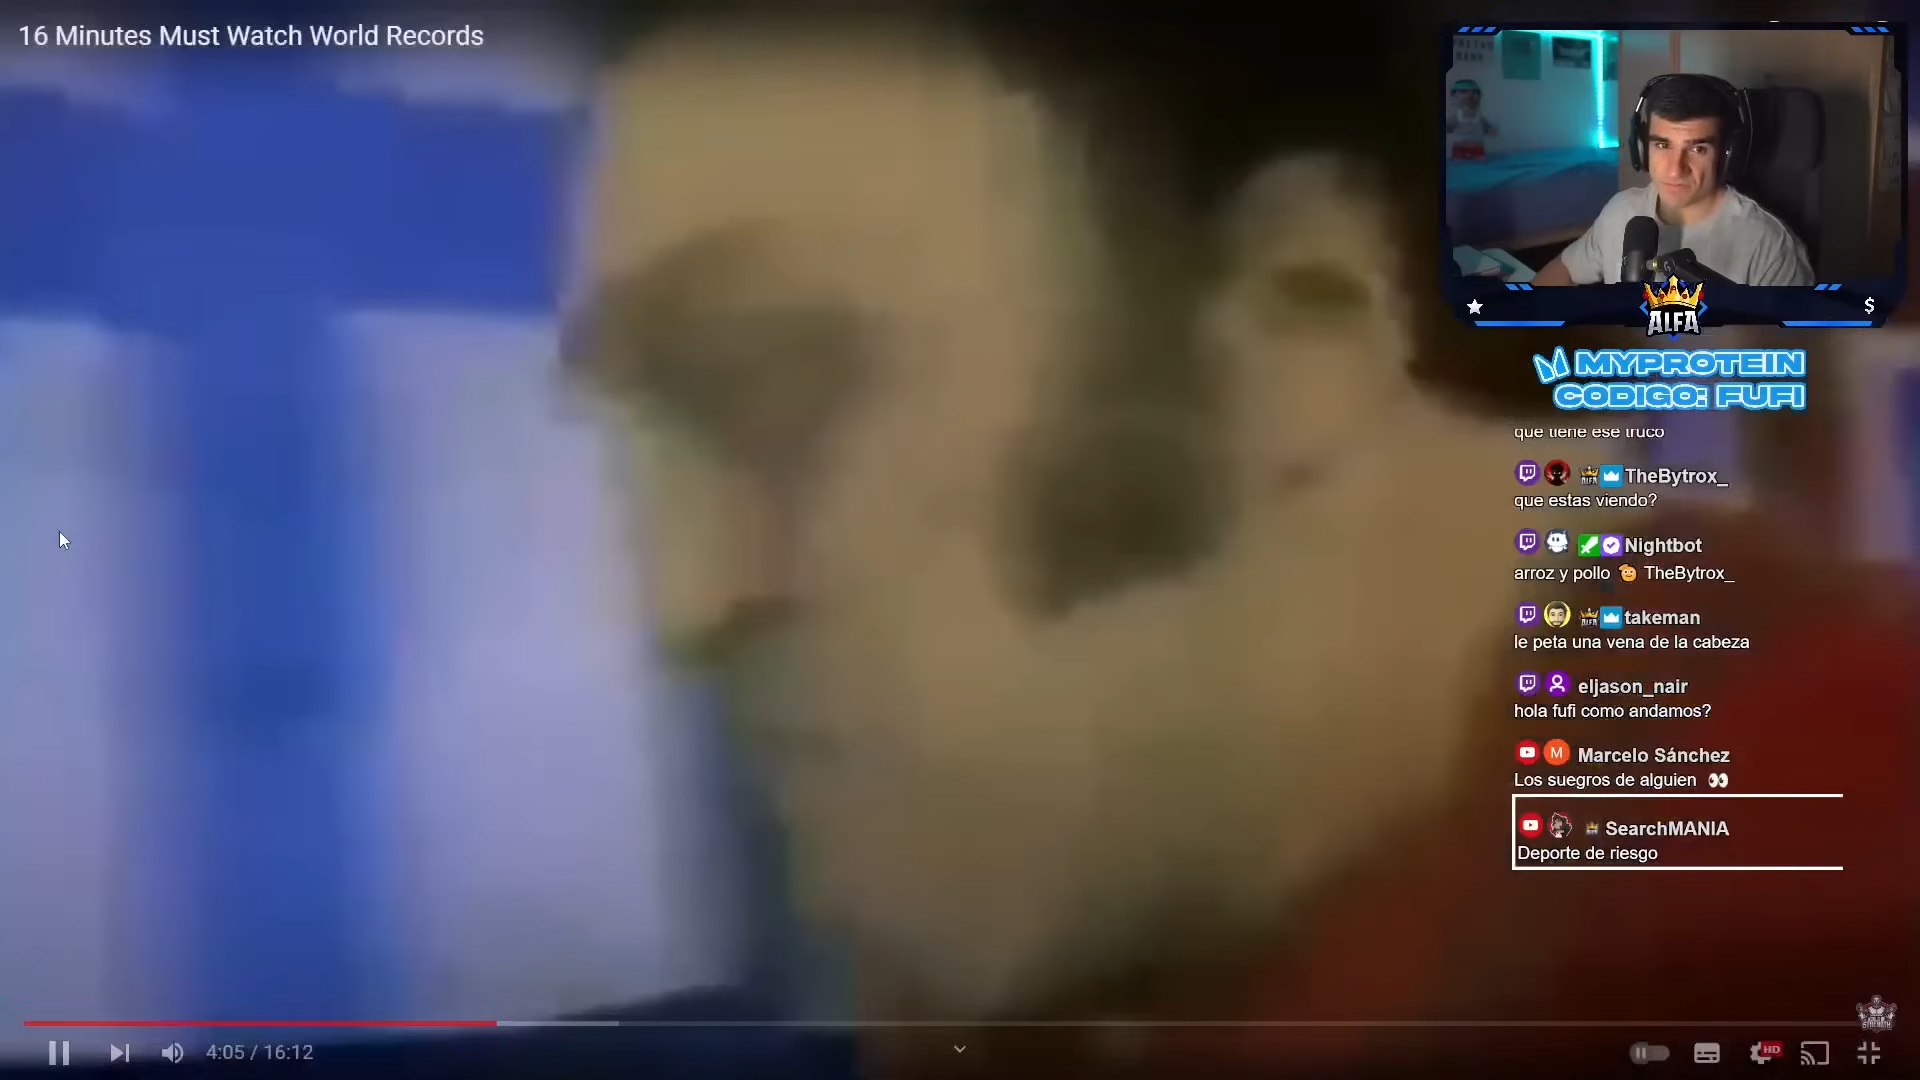 16 Minutes Must Watch World Records
$
ALFA
MYPROTEIN
CODIGO: FUFI
que tiene ese truco
TheBytrox_
que estas viendo?
Nightbot
arroz y pollo TheBytrox_
takeman
le peta una vena de la cabeza
eljason_nair
hola fufi como andamos?
M
Marcelo Sánchez
Los suegros de alguien
SearchMANIA
Deporte de riesgo
4:05 / 16:12
HD